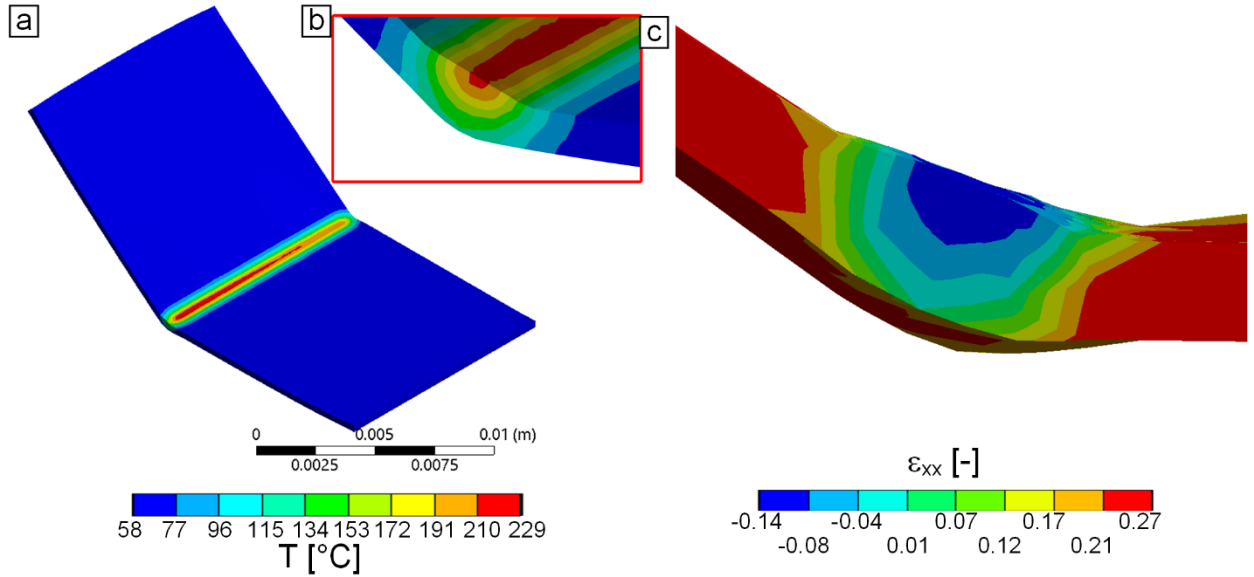 a
b
c
0 0.005 0.01 (m)
0.0025 0.0075
58 77 96 115 134 153 172 191 210 229
T [°C]
εxx [-]
-0.14 -0.04 0.07 0.17 0.27
-0.08 0.01 0.12 0.21